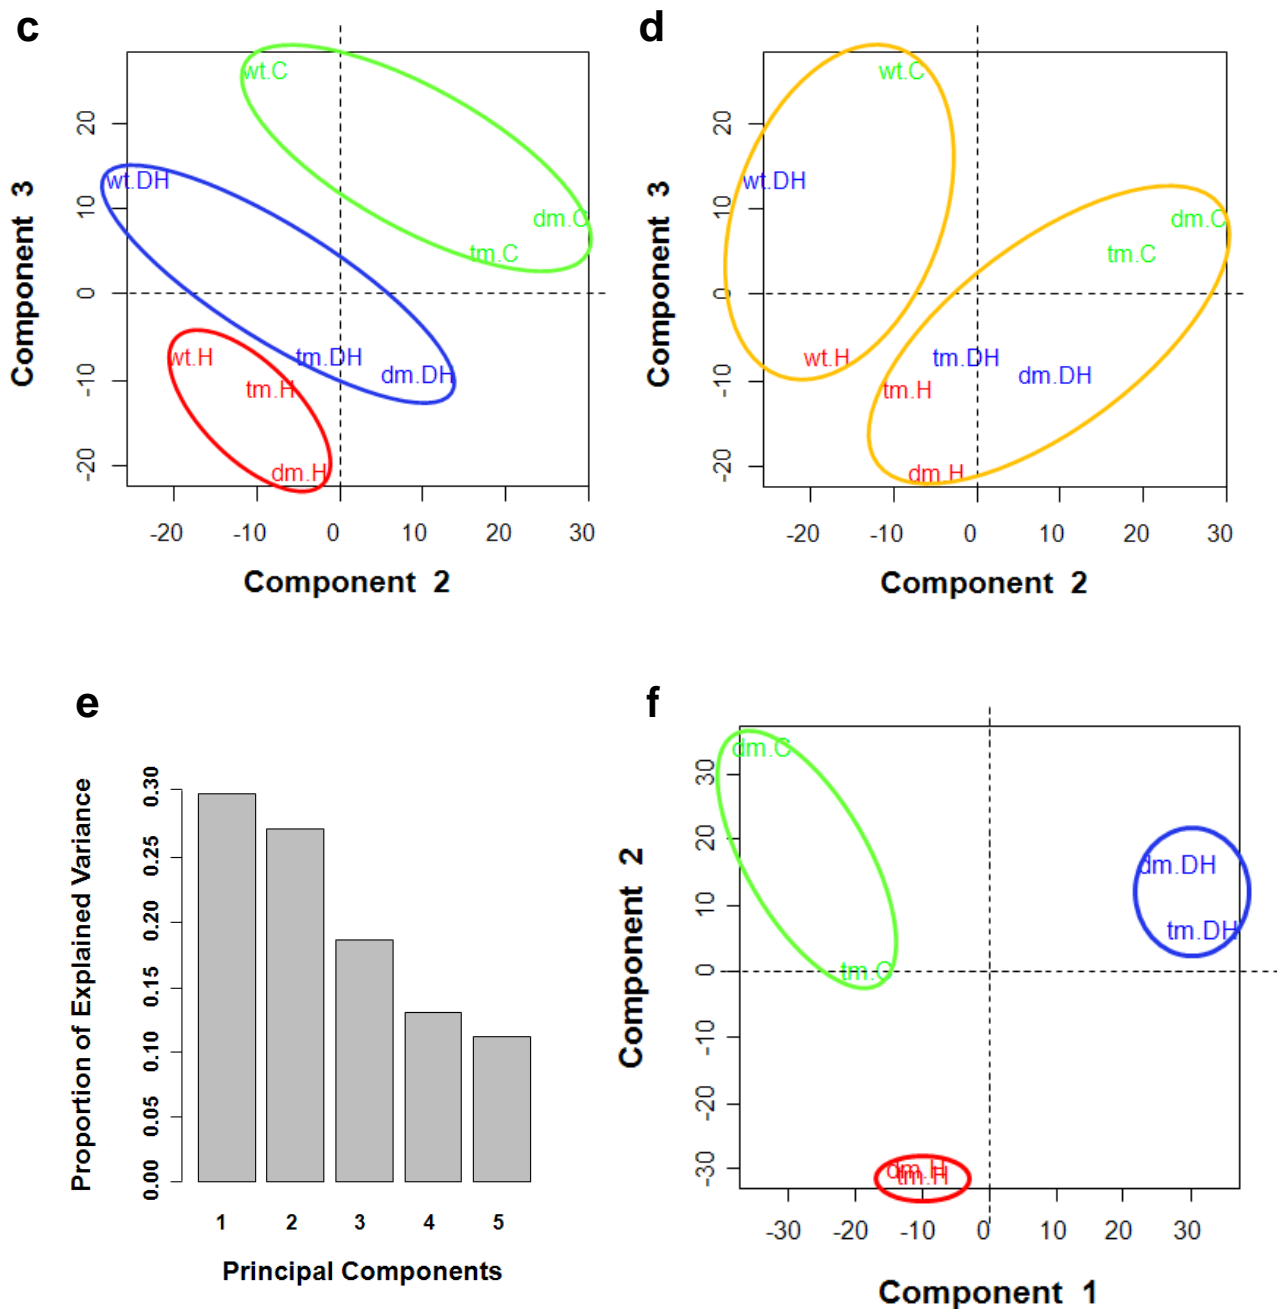 c
Component 3
20
10
0
-10
-20
wt.C
wt.DH
dm.C
tm.C
wt.H
tm.DH
dm.DH
tm.H
dm.H
-20 -10 0 10 20 30
Component 2
d
Component 3
20
10
0
-10
-20
wt.C
wt.DH
dm.C
tm.C
wt.H
tm.DH
dm.DH
tm.H
dm.H
-20 -10 0 10 20 30
Component 2
e
Proportion of Explained Variance
0.30
0.25
0.20
0.15
0.10
0.05
0.00
1 2 3 4 5
Principal Components
f
Component 2
30
20
10
0
-10
-20
-30
dm.C
dm.DH
tm.DH
tm.C
dm.H
tm.H
-30 -20 -10 0 10 20 30
Component 1